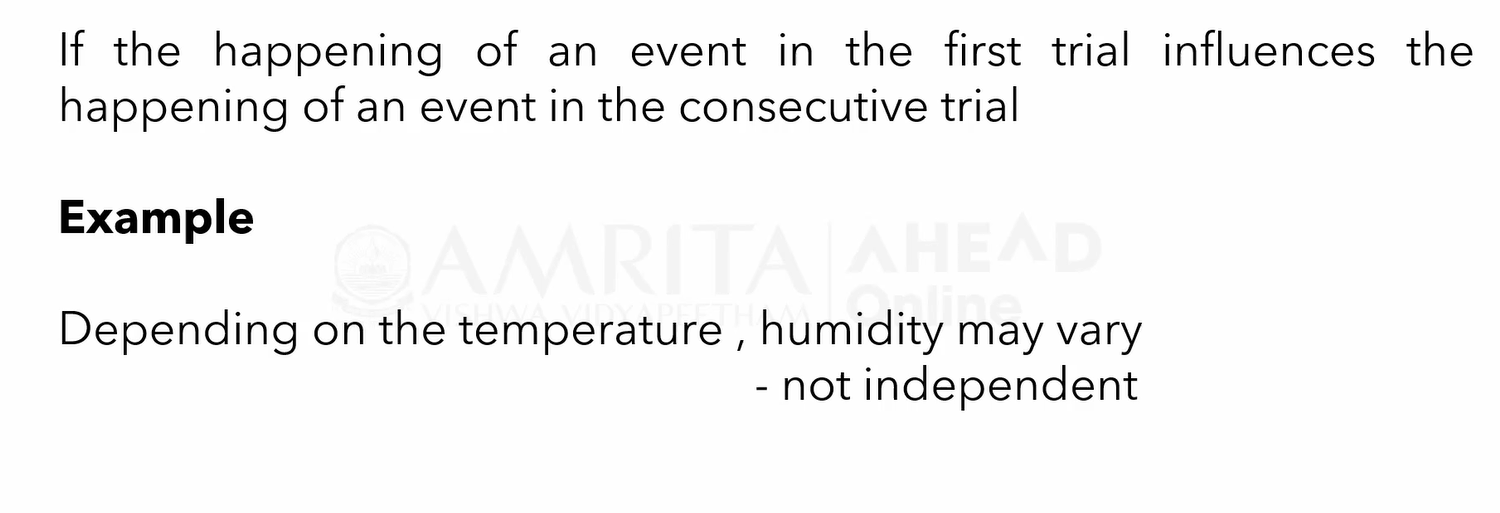 If the happening of an event in the first trial influences the
happening of an event in the consecutive trial
Example
AMRITA AHEAD
VISHWA VIDYAPEETHAM Online
Depending on the temperature , humidity may vary
- not independent